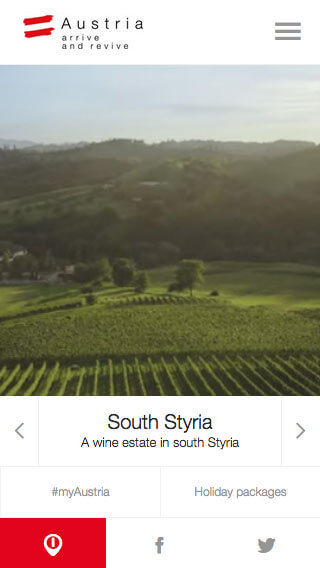 Austria
arrive
and revive
South Styria
A wine estate in south Styria
#myAustria
Holiday packages